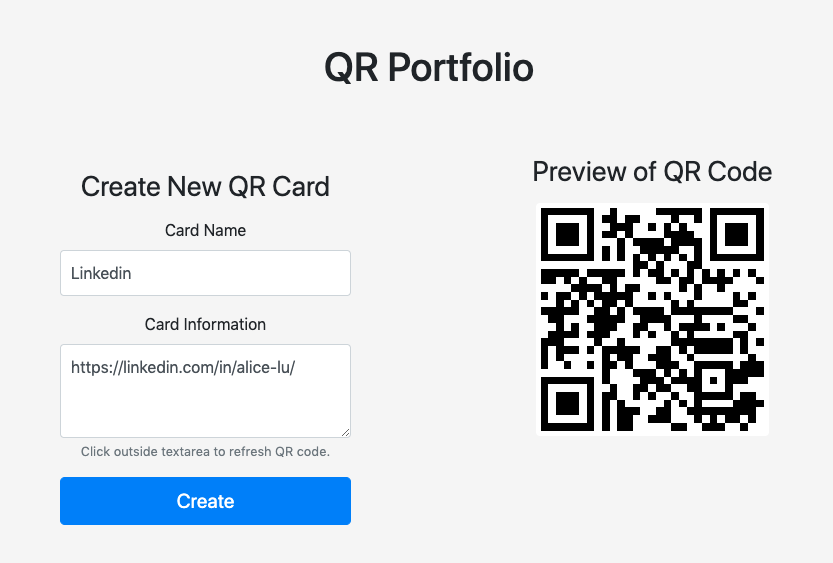 QR Portfolio
Create New QR Card
Card Name
Linkedin
Card Information
https://linkedin.com/in/alice-lu/
Click outside textarea to refresh QR code.
Create
Preview of QR Code